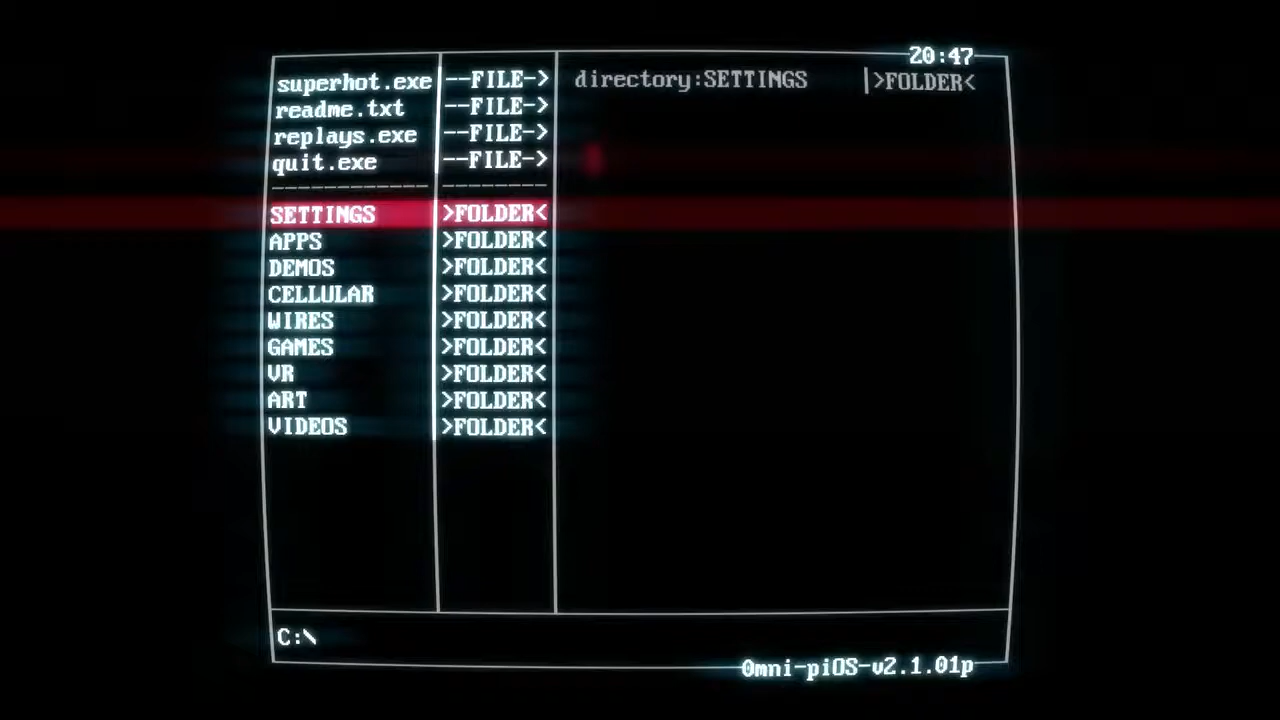 20:47
superhot.exe --FILE-> directory:SETTINGS |>FOLDER<
readme.txt --FILE->
replays.exe --FILE->
quit.exe --FILE->
------------ --------
SETTINGS >FOLDER<
APPS >FOLDER<
DEMOS >FOLDER<
CELLULAR >FOLDER<
WIRES >FOLDER<
GAMES >FOLDER<
VR >FOLDER<
ART >FOLDER<
VIDEOS >FOLDER<
C:\
0mni-piOS-v2.1.01p